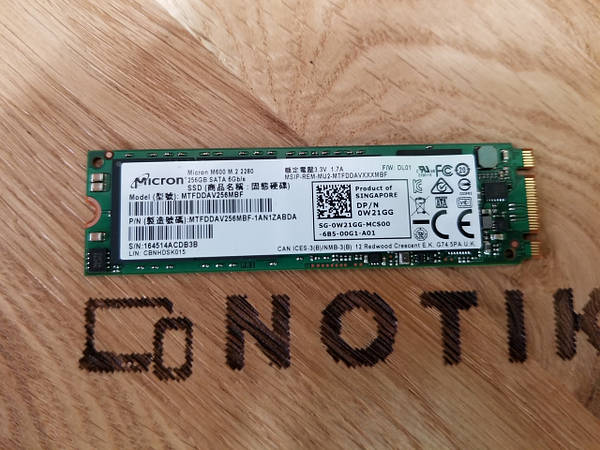 Micron
Micron M600 M.2 2280
256GB SATA 6Gb/s
SSD (商品名稱: 固態硬碟)
Model (型號): MTFDDAV256MBF
P/N (製造號碼):MTFDDAV256MBF-1AN1ZABDA
S/N:164514ACDB3B
L/N: CBNHDSK015
穩定電壓3.3V 1.7A
MSIP-REM-MU2-MTFDDAVXXXMBF
F/W: DL01
Product of
SINGAPORE
DP/N
0W21GG
SG-0W21GG-MCS00
-6B5-00G1-A01
CAN ICES-3(B)/NMB-3(B) 12 Redwood Crescent E.K. G74 5PA U.K.
NOTIK